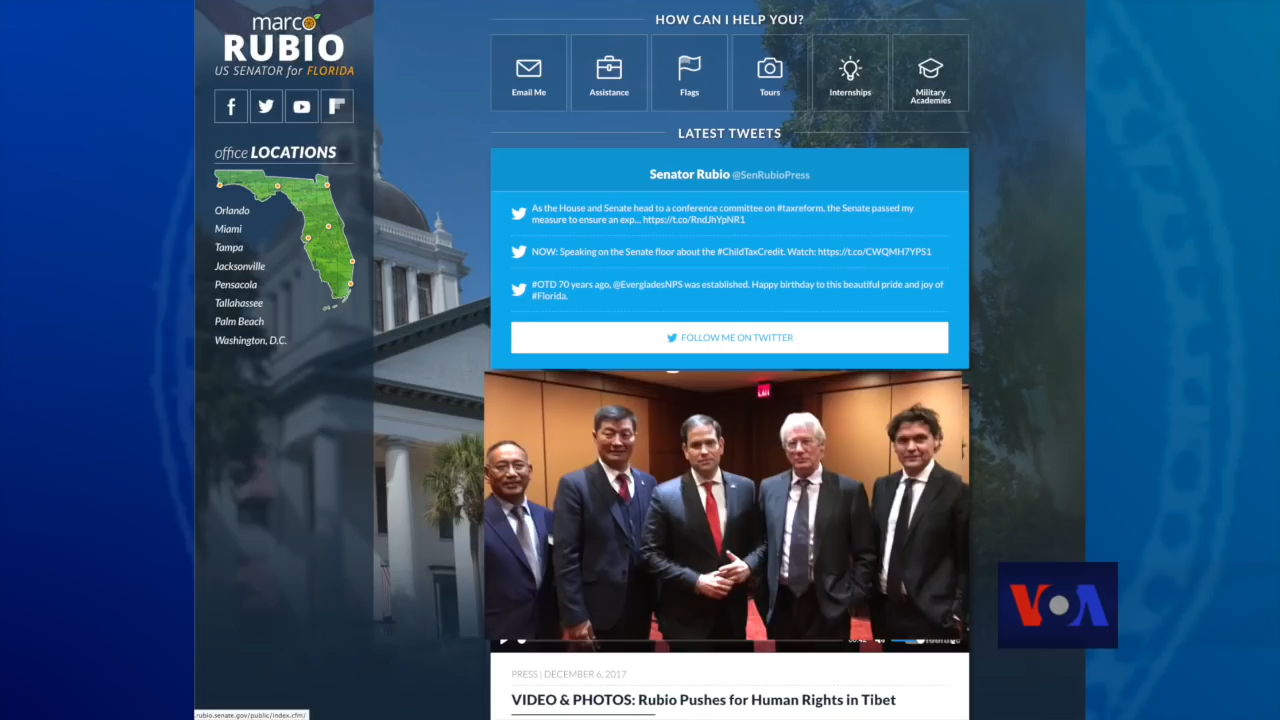 marco
RUBIO
US SENATOR for FLORIDA
office LOCATIONS
Orlando
Miami
Tampa
Jacksonville
Pensacola
Tallahassee
Palm Beach
Washington, D.C.
HOW CAN I HELP YOU?
Email Me
Assistance
Flags
Tours
Internships
Military
Academies
LATEST TWEETS
Senator Rubio @SenRubioPress
As the House and Senate head to a conference committee on #taxreform, the Senate passed my
measure to ensure an exp... https://t.co/RndJhYpNR1
NOW: Speaking on the Senate floor about the #ChildTaxCredit. Watch: https://t.co/CWQMH7YPS1
#OTD 70 years ago, @EvergladesNPS was established. Happy birthday to this beautiful pride and joy of
#Florida.
FOLLOW ME ON TWITTER
EXIT
VOA
PRESS | DECEMBER 6, 2017
VIDEO & PHOTOS: Rubio Pushes for Human Rights in Tibet
rubio.senate.gov/public/index.cfm/